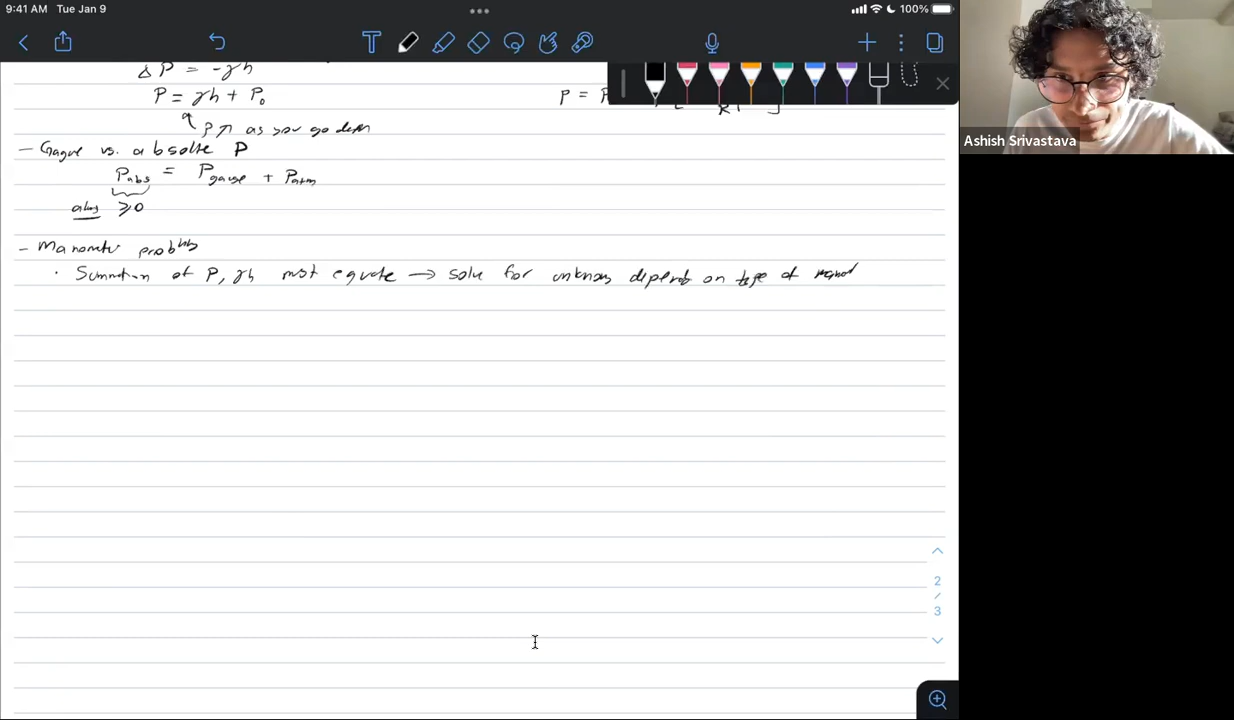 9:41 AM Tue Jan 9
100%
ΔP = -γh
P = γh + P₀
P =
P↑ as you go down
- Gague vs. absolute P
Pabs = Pgauge + Patm
always ≥0
- Manometer problems
· Summation of P, γh must equate → solve for unknown depends on type of
2
/
3
Ashish Srivastava